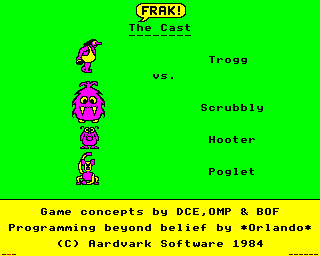 FRAK!
The Cast
Trogg
vs.
Scrubbly
Hooter
Poglet
Game concepts by DCE,OMP & BOF
Programming beyond belief by *Orlando*
(C) Aardvark Software 1984